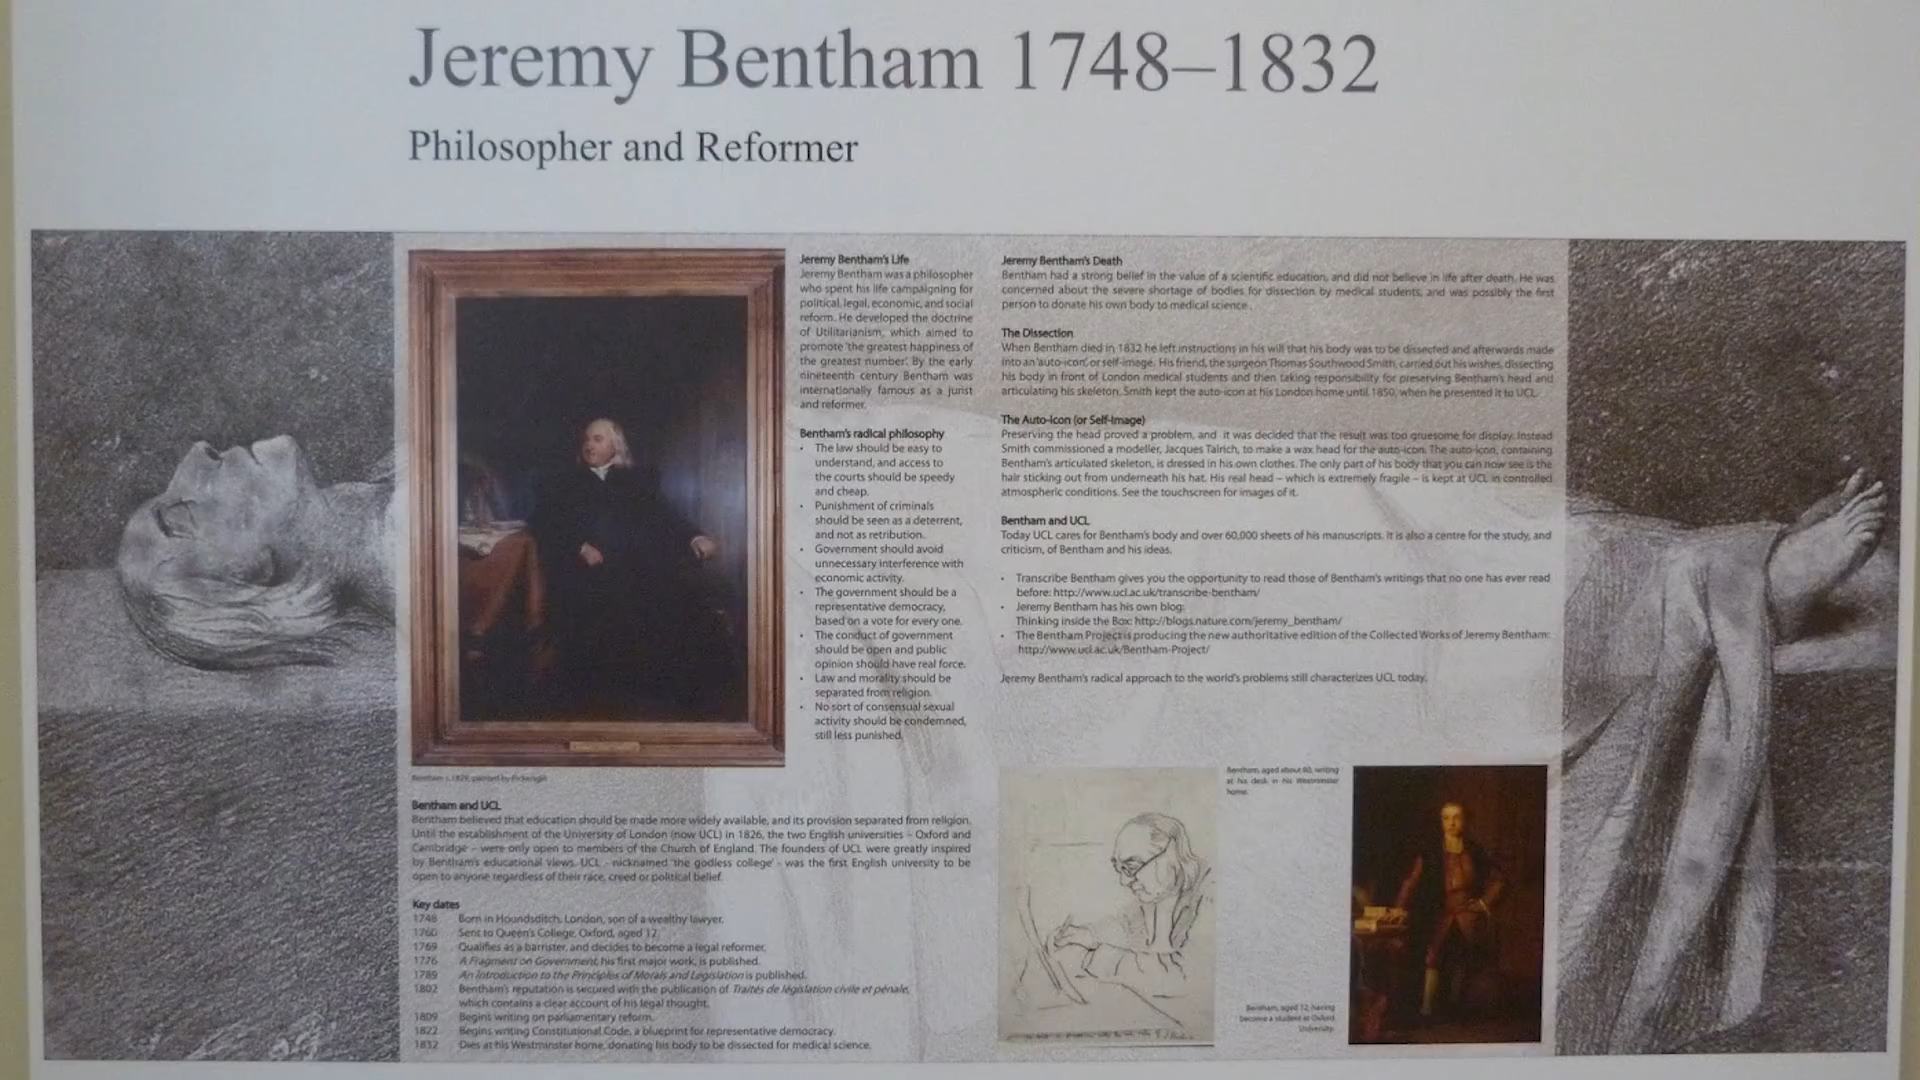 Jeremy Bentham 1748–1832
Philosopher and Reformer
Jeremy Bentham's Life
Jeremy Bentham was a philosopher
who spent his life campaigning for
political, legal, economic, and social
reform. He developed the doctrine
of Utilitarianism, which aimed to
promote 'the greatest happiness of
the greatest number'. By the early
nineteenth century Bentham was
internationally famous as a jurist
and reformer.
Bentham's radical philosophy
• The law should be easy to
understand, and access to
the courts should be speedy
and cheap.
• Punishment of criminals
should be seen as a deterrent,
and not as retribution.
• Government should avoid
unnecessary interference with
economic activity.
• The government should be a
representative democracy,
based on a vote for every one.
• The conduct of government
should be open and public
opinion should have real force.
• Law and morality should be
separated from religion.
• No sort of consensual sexual
activity should be condemned,
still less punished.
Bentham c.1829, painted by Pickersgill
Bentham and UCL
Bentham believed that education should be made more widely available, and its provision separated from religion.
Until the establishment of the University of London (now UCL) in 1826, the two English universities – Oxford and
Cambridge – were only open to members of the Church of England. The founders of UCL were greatly inspired
by Bentham's educational views. UCL - nicknamed 'the godless college' - was the first English university to be
open to anyone regardless of their race, creed or political belief.
Key dates
1748 Born in Houndsditch, London, son of a wealthy lawyer.
1760 Sent to Queen's College, Oxford, aged 12.
1769 Qualifies as a barrister, and decides to become a legal reformer.
1776 A Fragment on Government, his first major work, is published.
1789 An Introduction to the Principles of Morals and Legislation is published.
1802 Bentham's reputation is secured with the publication of Traités de législation civile et pénale,
which contains a clear account of his legal thought.
1809 Begins writing on parliamentary reform.
1822 Begins writing Constitutional Code, a blueprint for representative democracy.
1832 Dies at his Westminster home, donating his body to be dissected for medical science.
Jeremy Bentham's Death
Bentham had a strong belief in the value of a scientific education, and did not believe in life after death. He was
concerned about the severe shortage of bodies for dissection by medical students, and was possibly the first
person to donate his own body to medical science .
The Dissection
When Bentham died in 1832 he left instructions in his will that his body was to be dissected and afterwards made
into an 'auto-icon', or self-image. His friend, the surgeon Thomas Southwood Smith, carried out his wishes, dissecting
his body in front of London medical students and then taking responsibility for preserving Bentham's head and
articulating his skeleton. Smith kept the auto-icon at his London home until 1850, when he presented it to UCL.
The Auto-Icon (or Self-Image)
Preserving the head proved a problem, and it was decided that the result was too gruesome for display. Instead
Smith commissioned a modeller, Jacques Talrich, to make a wax head for the auto-icon. The auto-icon, containing
Bentham's articulated skeleton, is dressed in his own clothes. The only part of his body that you can now see is the
hair sticking out from underneath his hat. His real head – which is extremely fragile – is kept at UCL in controlled
atmospheric conditions. See the touchscreen for images of it.
Bentham and UCL
Today UCL cares for Bentham's body and over 60,000 sheets of his manuscripts. It is also a centre for the study, and
criticism, of Bentham and his ideas.
• Transcribe Bentham gives you the opportunity to read those of Bentham's writings that no one has ever read
before: http://www.ucl.ac.uk/transcribe-bentham/
• Jeremy Bentham has his own blog:
Thinking inside the Box: http://blogs.nature.com/jeremy_bentham/
• The Bentham Project is producing the new authoritative edition of the Collected Works of Jeremy Bentham:
http://www.ucl.ac.uk/Bentham-Project/
Jeremy Bentham's radical approach to the world's problems still characterizes UCL today.
Bentham, aged about 80, writing
at his desk in his Westminster
home.
Bentham, aged 12, having
become a student at Oxford
University.